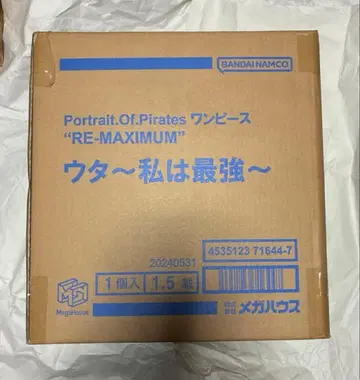 BANDAI NAMCO
Portrait.Of.Pirates ワンピース
“RE-MAXIMUM”
ウタ～私は最強～
4535123 71644-7
20240531
1個入 1.5
MegaHouse
株式会社 メガハウス